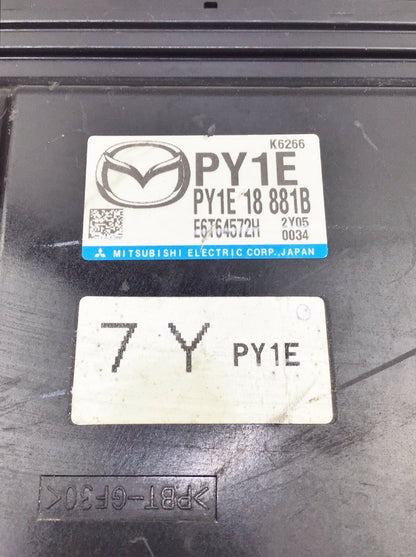 K6266
PY1E
PY1E 18 881B
E6T64572H 2Y05
0034
MITSUBISHI ELECTRIC CORP., JAPAN
7 Y PY1E
>PBT-GF30<